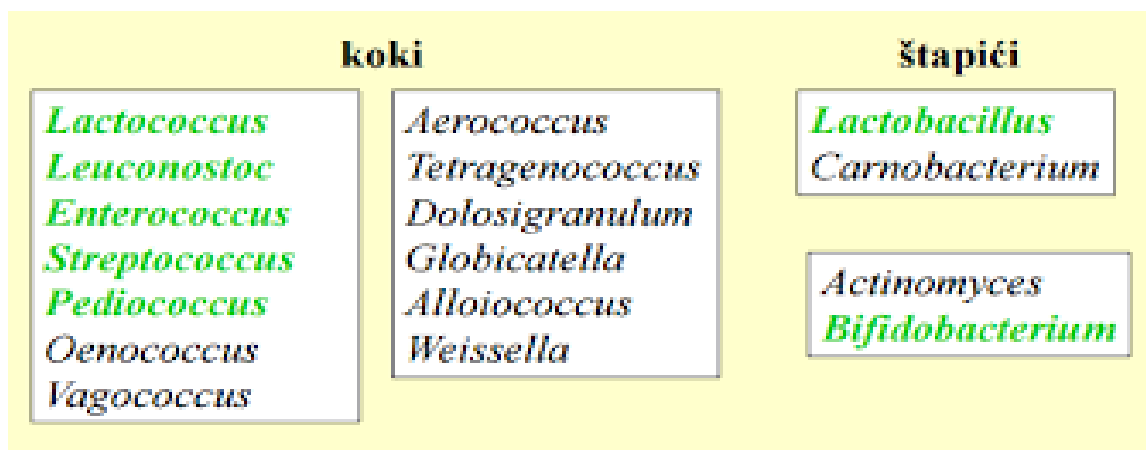 koki
Lactococcus
Leuconostoc
Enterococcus
Streptococcus
Pediococcus
Oenococcus
Vagococcus
Aerococcus
Tetragenococcus
Dolosigranulum
Globicatella
Alloiococcus
Weissella
štapići
Lactobacillus
Carnobacterium
Actinomyces
Bifidobacterium